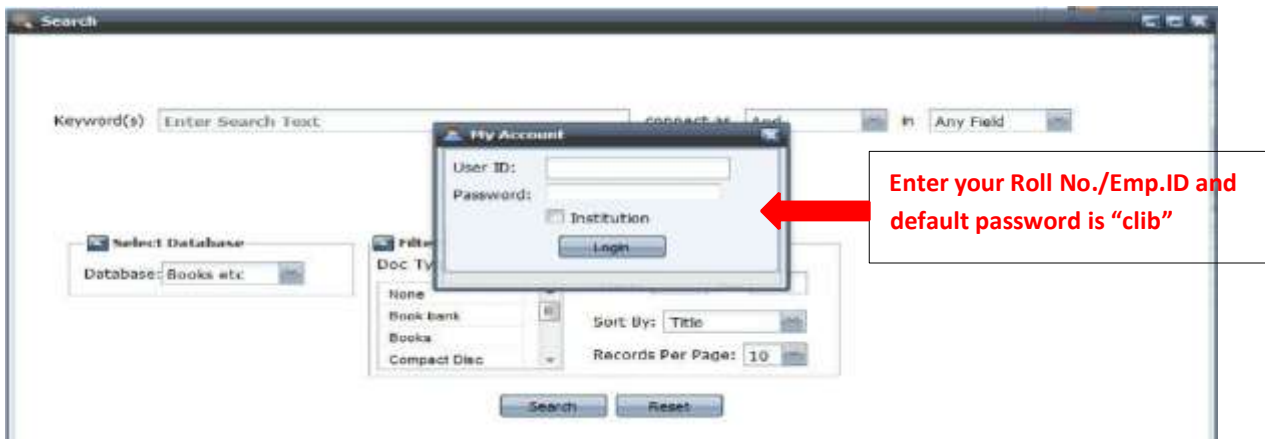 Search
Keyword(s) Enter Search Text connect as And in Any Field
My Account
User ID:
Password:
Institution
Login
Enter your Roll No./Emp.ID and
default password is “clib”
Select Database
Database: Books etc
Filte
Doc Ty
None
Book bank
Books
Compact Disc
Sort By: Title
Records Per Page: 10
Search Reset